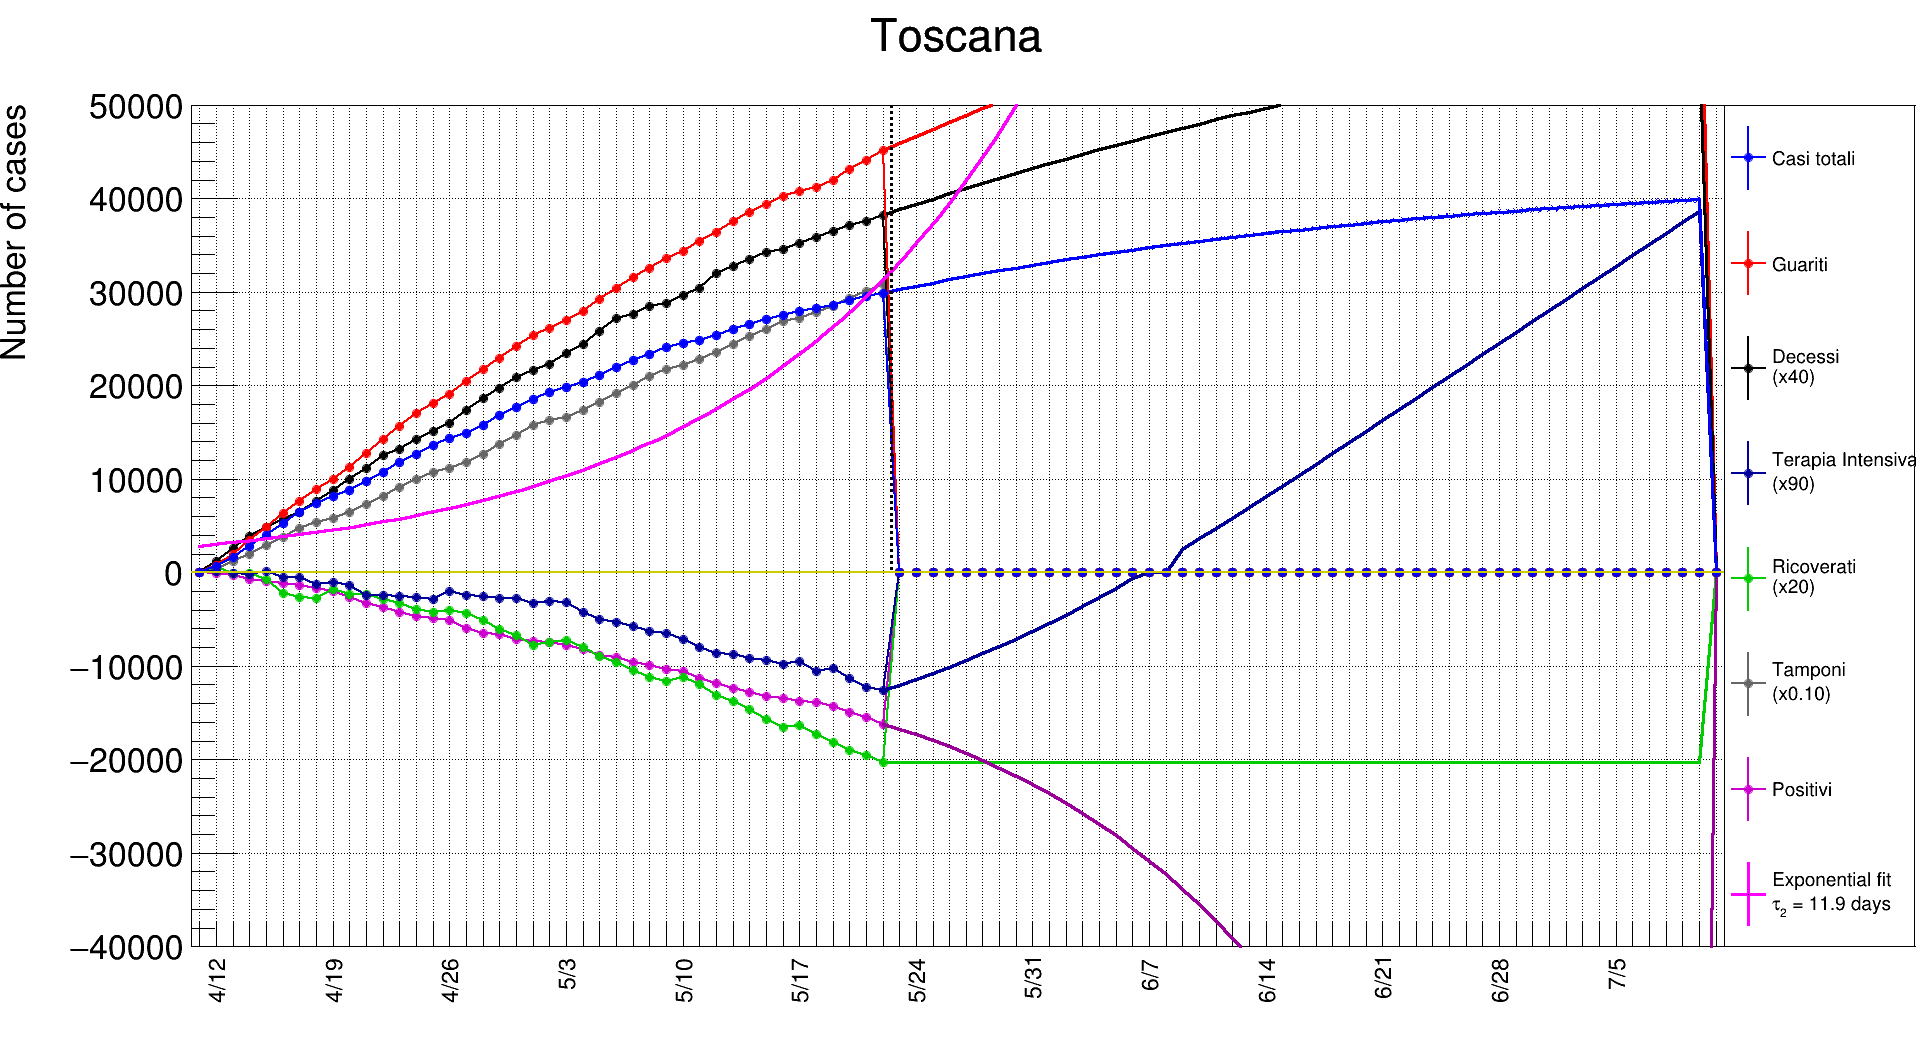 Toscana
Number of cases
50000
40000
30000
20000
10000
0
−10000
−20000
−30000
−40000
4/12
4/19
4/26
5/3
5/10
5/17
5/24
5/31
6/7
6/14
6/21
6/28
7/5
Casi totali
Guariti
Decessi
(x40)
Terapia Intensiva
(x90)
Ricoverati
(x20)
Tamponi
(x0.10)
Positivi
Exponential fit
τ2 = 11.9 days